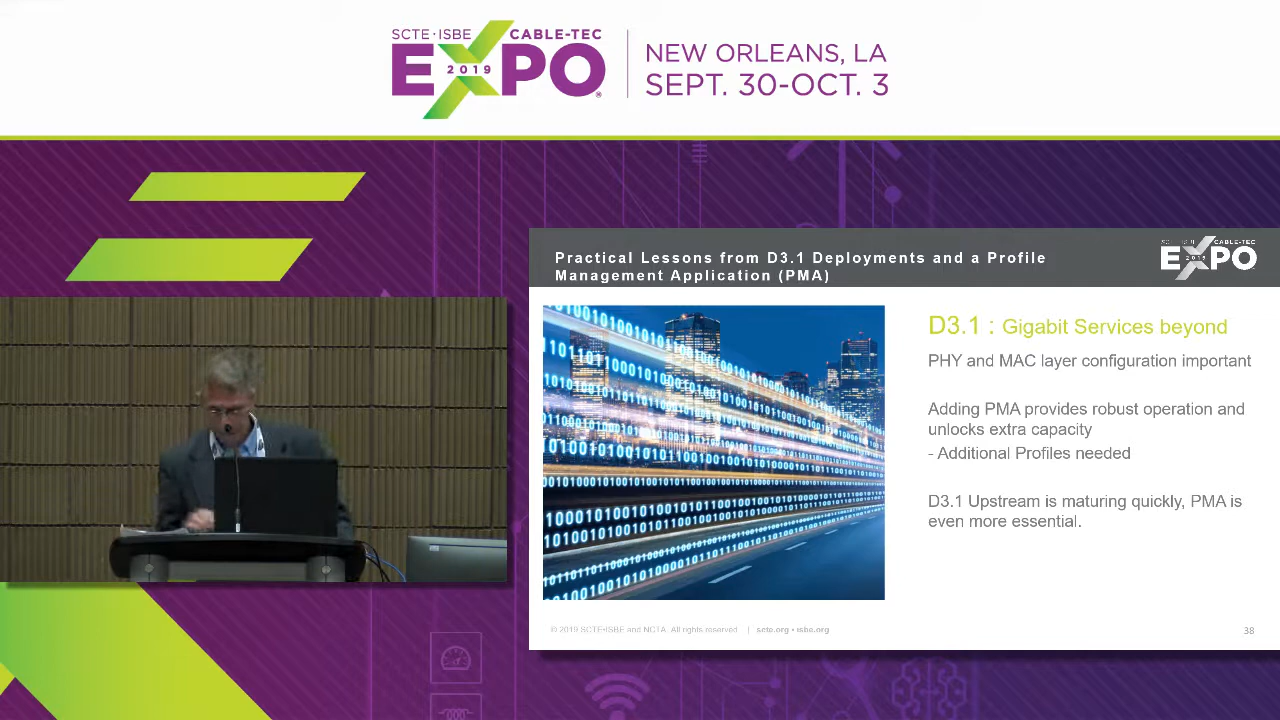 SCTE•ISBE CABLE-TEC
EXPO
2019
NEW ORLEANS, LA
SEPT. 30-OCT. 3
Practical Lessons from D3.1 Deployments and a Profile
Management Application (PMA)
CABLE-TEC
EXPO
2019
D3.1 : Gigabit Services beyond
PHY and MAC layer configuration important
Adding PMA provides robust operation and
unlocks extra capacity
- Additional Profiles needed
D3.1 Upstream is maturing quickly, PMA is
even more essential.
© 2019 SCTE•ISBE and NCTA. All rights reserved | scte.org • isbe.org
38